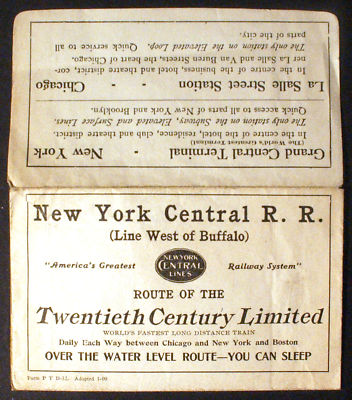 Grand Central Terminal - - New York
(The World's Greatest Terminal)
In the centre of the hotel, residence, and club and theatre district.
The only station on the Elevated, Subway, and Surface Lines.
Quick access to all parts of New York and Brooklyn.
La Salle Street Station - - Chicago
In the centre of the business, hotel and theatre district, cor-
ner La Salle and Van Buren streets, the heart of Chicago.
The only station on the Elevated Loop. Quick service to all
parts of the city.
New York Central R. R.
(Line West of Buffalo)
"America's Greatest Railway System"
NEW YORK
CENTRAL
LINES
ROUTE OF THE
Twentieth Century Limited
WORLD'S FASTEST LONG DISTANCE TRAIN
Daily Each Way between Chicago and New York and Boston
OVER THE WATER LEVEL ROUTE—YOU CAN SLEEP
Form P T D-32. Adopted